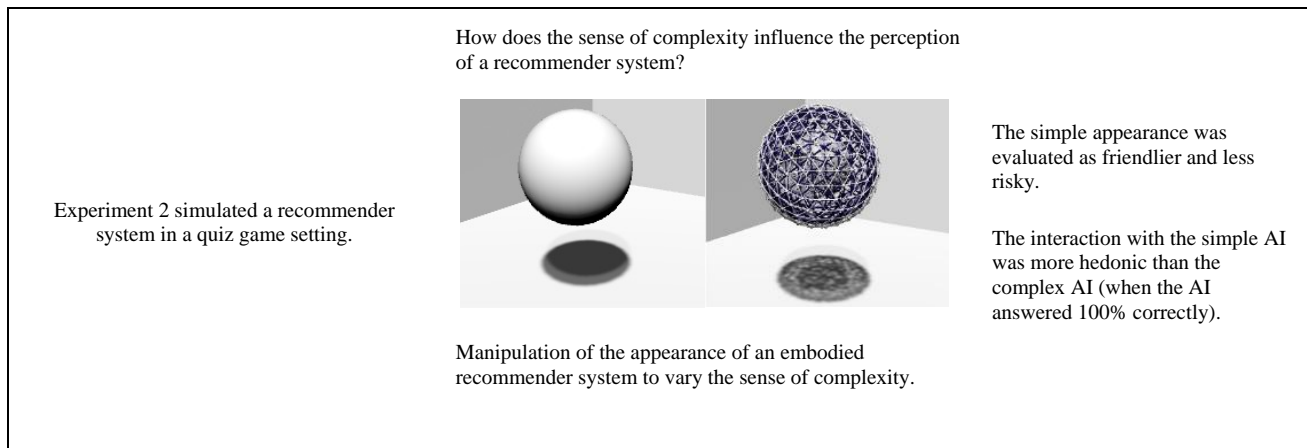 Experiment 2 simulated a recommender
system in a quiz game setting.
How does the sense of complexity influence the perception
of a recommender system?
Manipulation of the appearance of an embodied
recommender system to vary the sense of complexity.
The simple appearance was
evaluated as friendlier and less
risky.
The interaction with the simple AI
was more hedonic than the
complex AI (when the AI
answered 100% correctly).